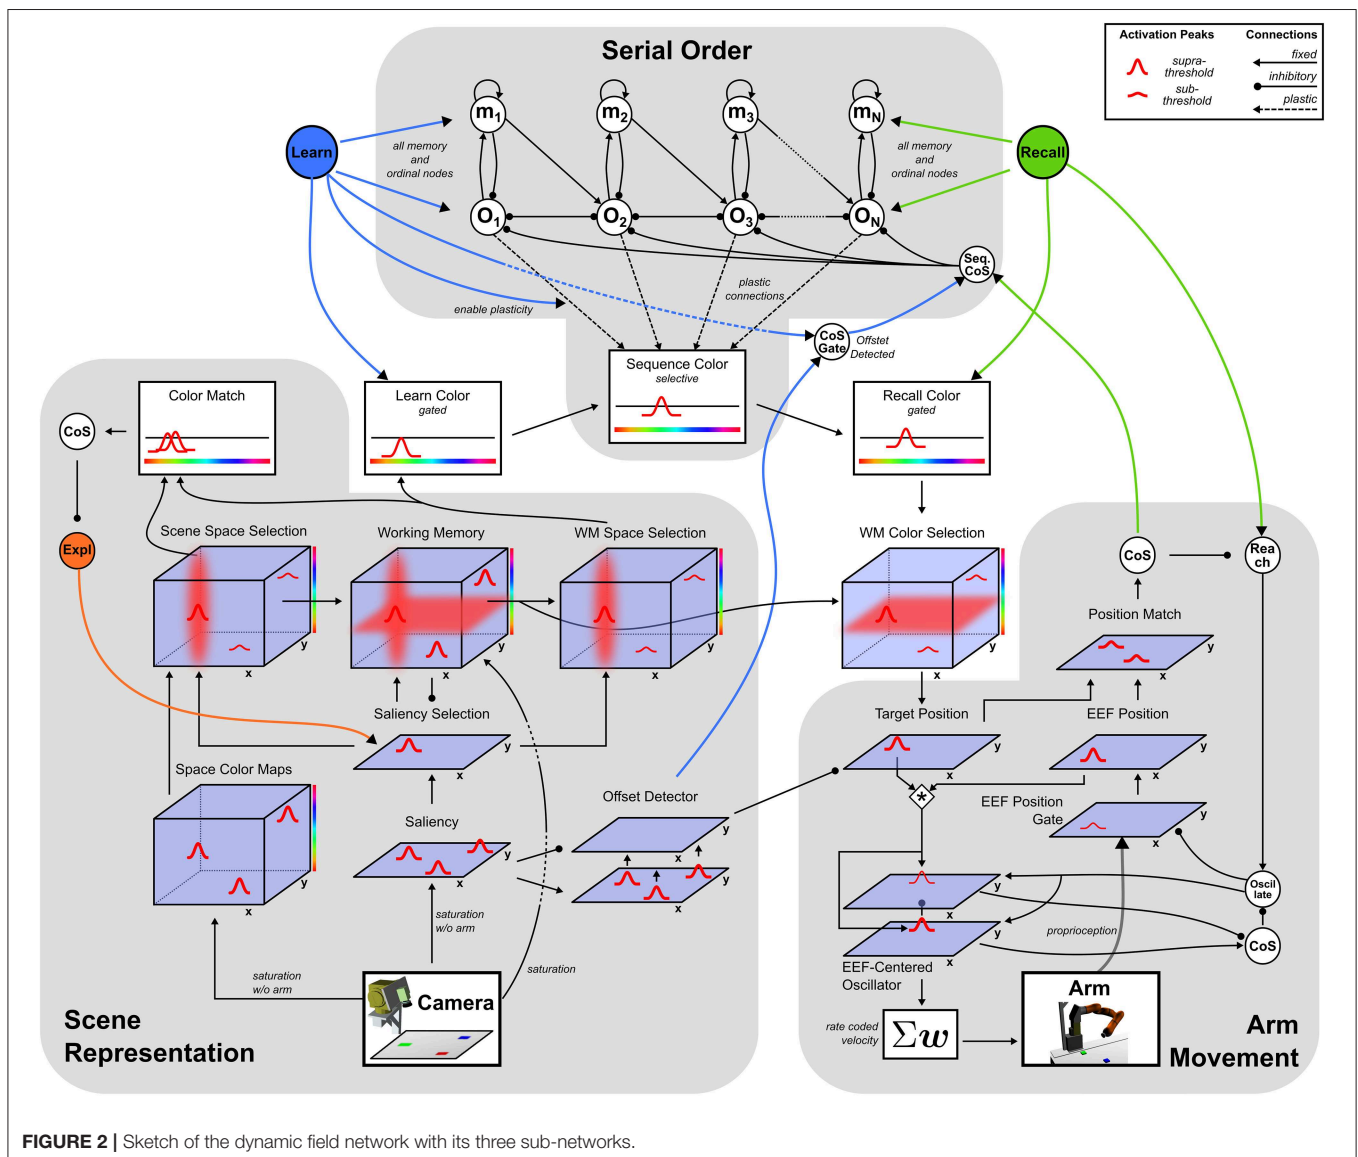 Serial Order
Activation Peaks
Connections
supra-
threshold
sub-
threshold
fixed
inhibitory
plastic
m1
m2
m3
mN
Learn
Recall
all memory
and
ordinal nodes
all memory
and
ordinal nodes
O1
O2
O3
ON
Seq.
CoS
enable plasticity
plastic
connections
CoS
Gate
Offstet
Detected
Sequence Color
selective
Color Match
Learn Color
gated
Recall Color
gated
CoS
Expl
Scene Space Selection
Working Memory
WM Space Selection
WM Color Selection
CoS
Rea
ch
y
x
y
x
y
x
y
x
Position Match
y
x
Saliency Selection
y
x
Target Position
y
x
EEF Position
y
x
Space Color Maps
y
x
Saliency
y
x
Offset Detector
y
x
y
x
*
EEF Position
Gate
y
x
Oscil
late
CoS
y
x
y
x
proprioception
EEF-Centered
Oscillator
saturation
w/o arm
saturation
w/o arm
saturation
Camera
Scene
Representation
rate coded
velocity
Σw
Arm
Arm
Movement
FIGURE 2 | Sketch of the dynamic field network with its three sub-networks.